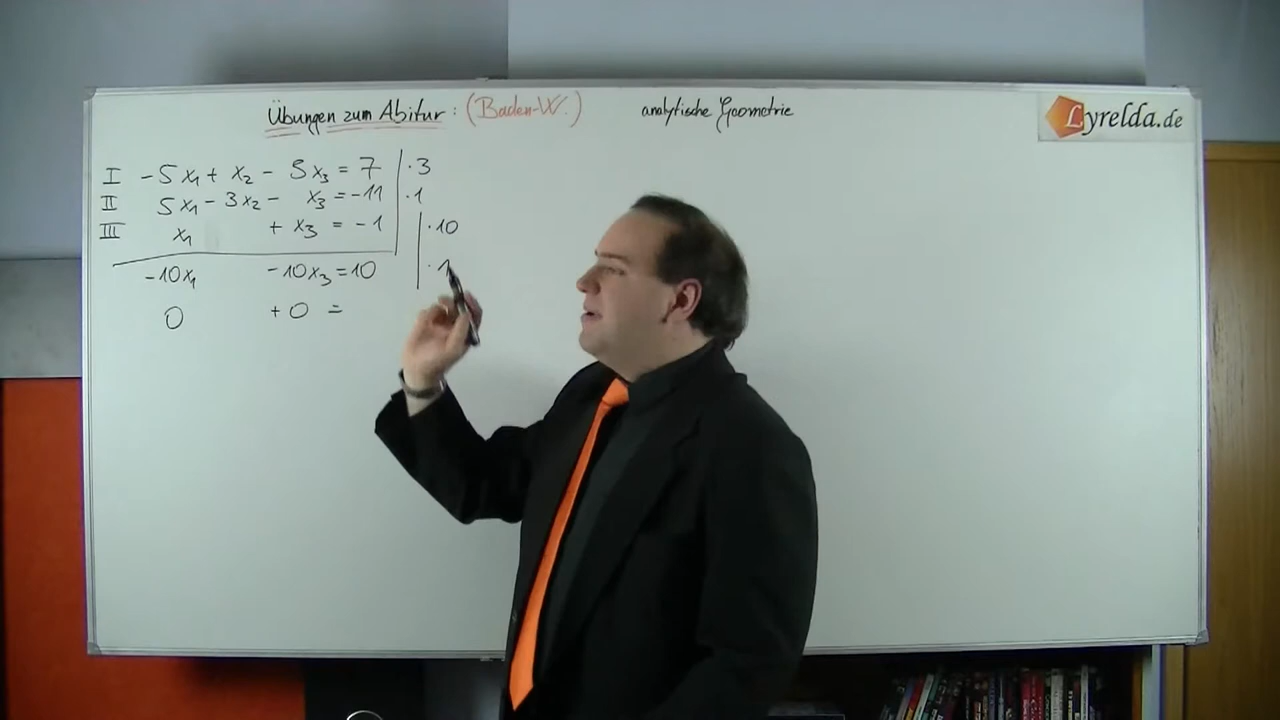 Übungen zum Abitur: (Baden-W.) analytische Geometrie
Lyrelda.de
I -5x₁ + x₂ - 3x₃ = 7 | ·3
II 5x₁ - 3x₂ - x₃ = -11 | ·1
III x₁ + x₃ = -1 | ·10
-10x₁ -10x₃ = 10 | ·1
0 + 0 =